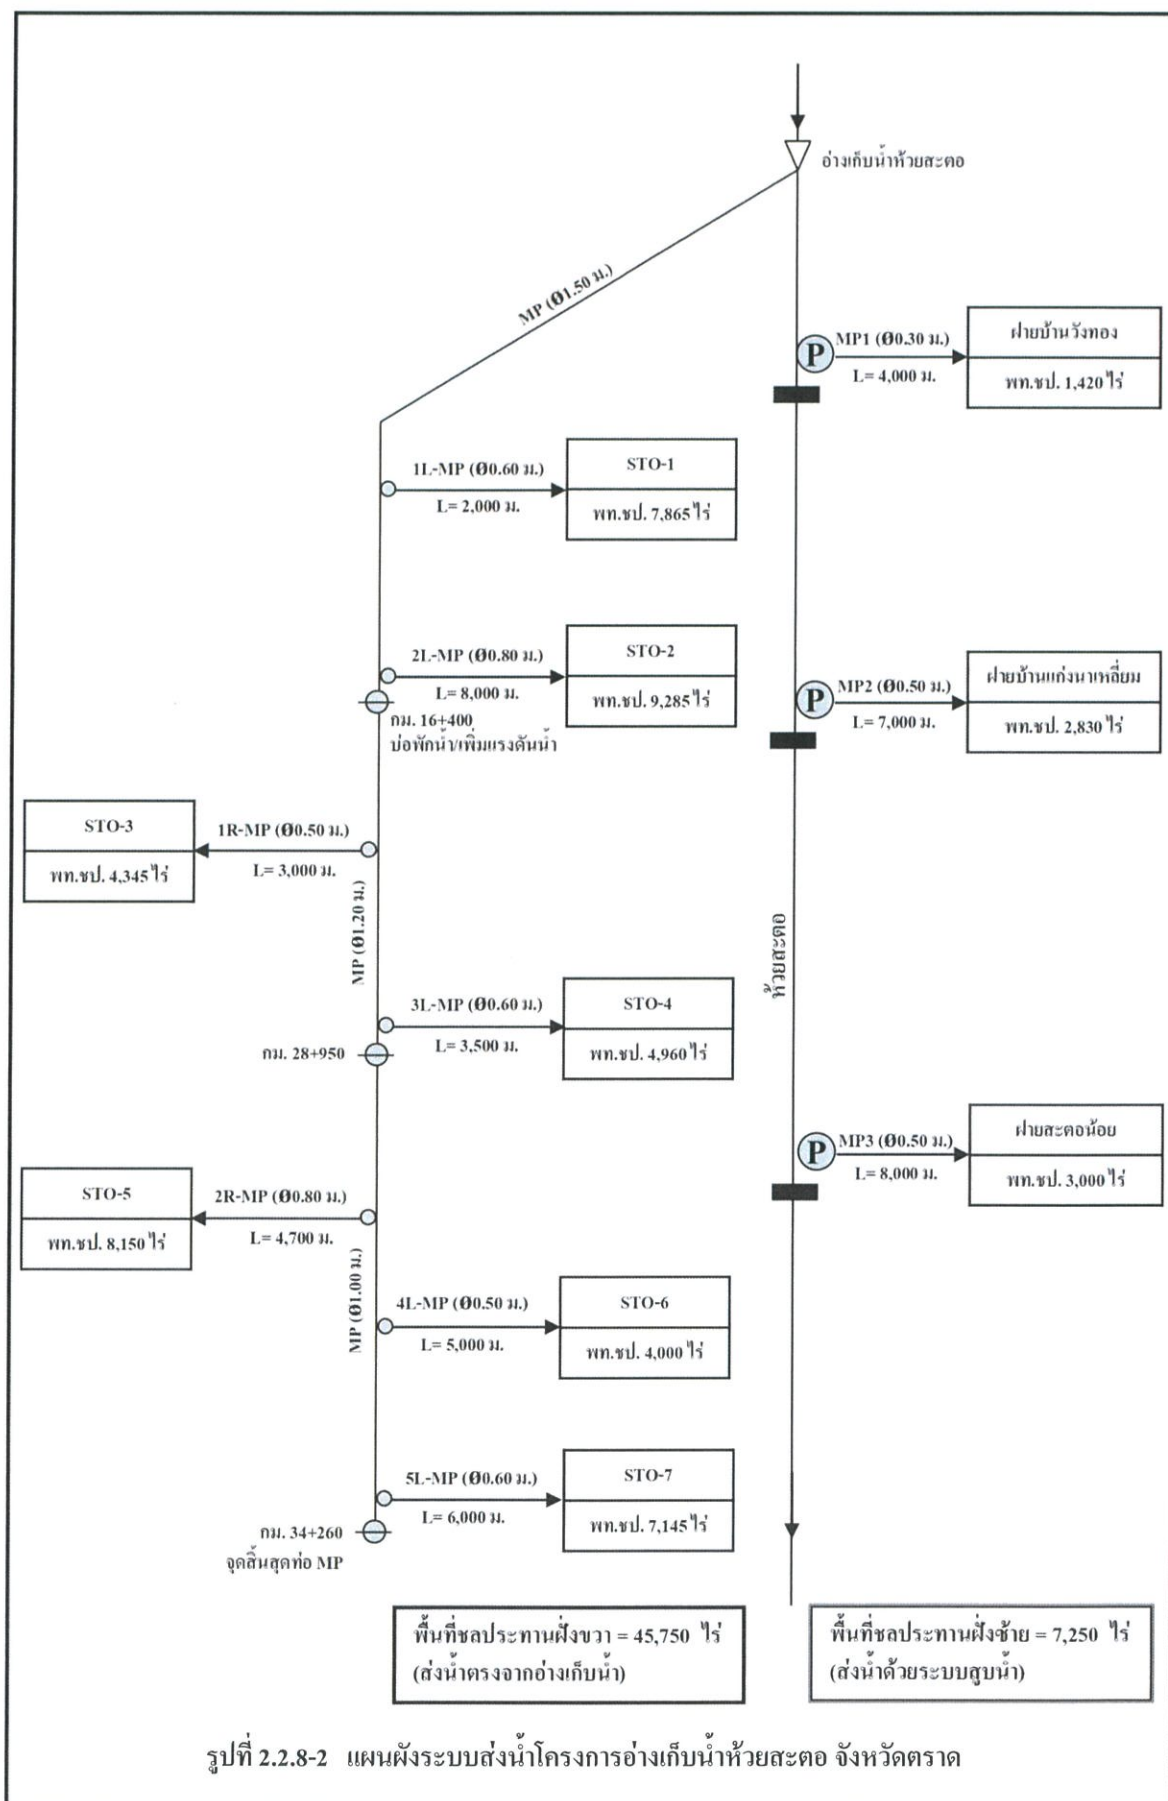 อ่างเก็บน้ำห้วยสะตอ
MP (Ø1.50 ม.)
MP1 (Ø0.30 ม.)
L= 4,000 ม.
ฝายบ้านวังทอง
พท.ชป. 1,420 ไร่
1L-MP (Ø0.60 ม.)
L= 2,000 ม.
STO-1
พท.ชป. 7,865 ไร่
P
2L-MP (Ø0.80 ม.)
L= 8,000 ม.
STO-2
พท.ชป. 9,285 ไร่
กม. 16+400
บ่อพักน้ำ/เพิ่มแรงดันน้ำ
P
MP2 (Ø0.50 ม.)
L= 7,000 ม.
ฝายบ้านแก่งนาเหลี่ยม
พท.ชป. 2,830 ไร่
STO-3
พท.ชป. 4,345 ไร่
1R-MP (Ø0.50 ม.)
L= 3,000 ม.
MP (Ø1.20 ม.)
ห้วยสะตอ
3L-MP (Ø0.60 ม.)
L= 3,500 ม.
STO-4
พท.ชป. 4,960 ไร่
กม. 28+950
P
MP3 (Ø0.50 ม.)
L= 8,000 ม.
ฝายสะตอน้อย
พท.ชป. 3,000 ไร่
STO-5
พท.ชป. 8,150 ไร่
2R-MP (Ø0.80 ม.)
L= 4,700 ม.
MP (Ø1.00 ม.)
4L-MP (Ø0.50 ม.)
L= 5,000 ม.
STO-6
พท.ชป. 4,000 ไร่
5L-MP (Ø0.60 ม.)
L= 6,000 ม.
STO-7
พท.ชป. 7,145 ไร่
กม. 34+260
จุดสิ้นสุดท่อ MP
พื้นที่ชลประทานฝั่งขวา = 45,750 ไร่
(ส่งน้ำตรงจากอ่างเก็บน้ำ)
พื้นที่ชลประทานฝั่งซ้าย = 7,250 ไร่
(ส่งน้ำด้วยระบบสูบน้ำ)
รูปที่ 2.2.8-2 แผนผังระบบส่งน้ำโครงการอ่างเก็บน้ำห้วยสะตอ จังหวัดตราด